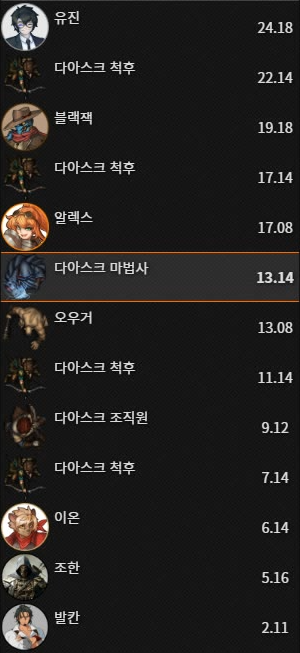 유진
24.18
다아스크 척후
22.14
블랙잭
19.18
다아스크 척후
17.14
알렉스
17.08
다아스크 마법사
13.14
오우거
13.08
다아스크 척후
11.14
다아스크 조직원
9.12
다아스크 척후
7.14
이온
6.14
조한
5.16
발칸
2.11